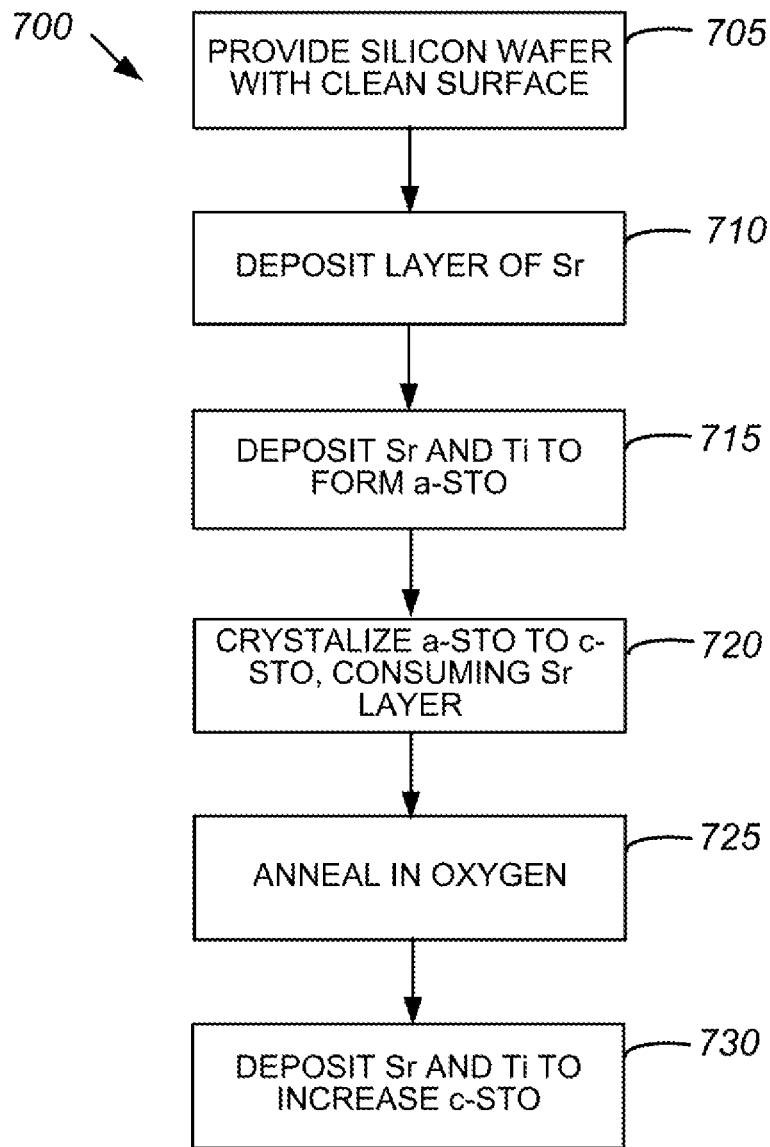 700
PROVIDE SILICON WAFER
WITH CLEAN SURFACE
705
DEPOSIT LAYER OF Sr
710
DEPOSIT Sr AND Ti TO
FORM a-STO
715
CRYSTALIZE a-STO TO c-
STO, CONSUMING Sr
LAYER
720
ANNEAL IN OXYGEN
725
DEPOSIT Sr AND Ti TO
INCREASE c-STO
730